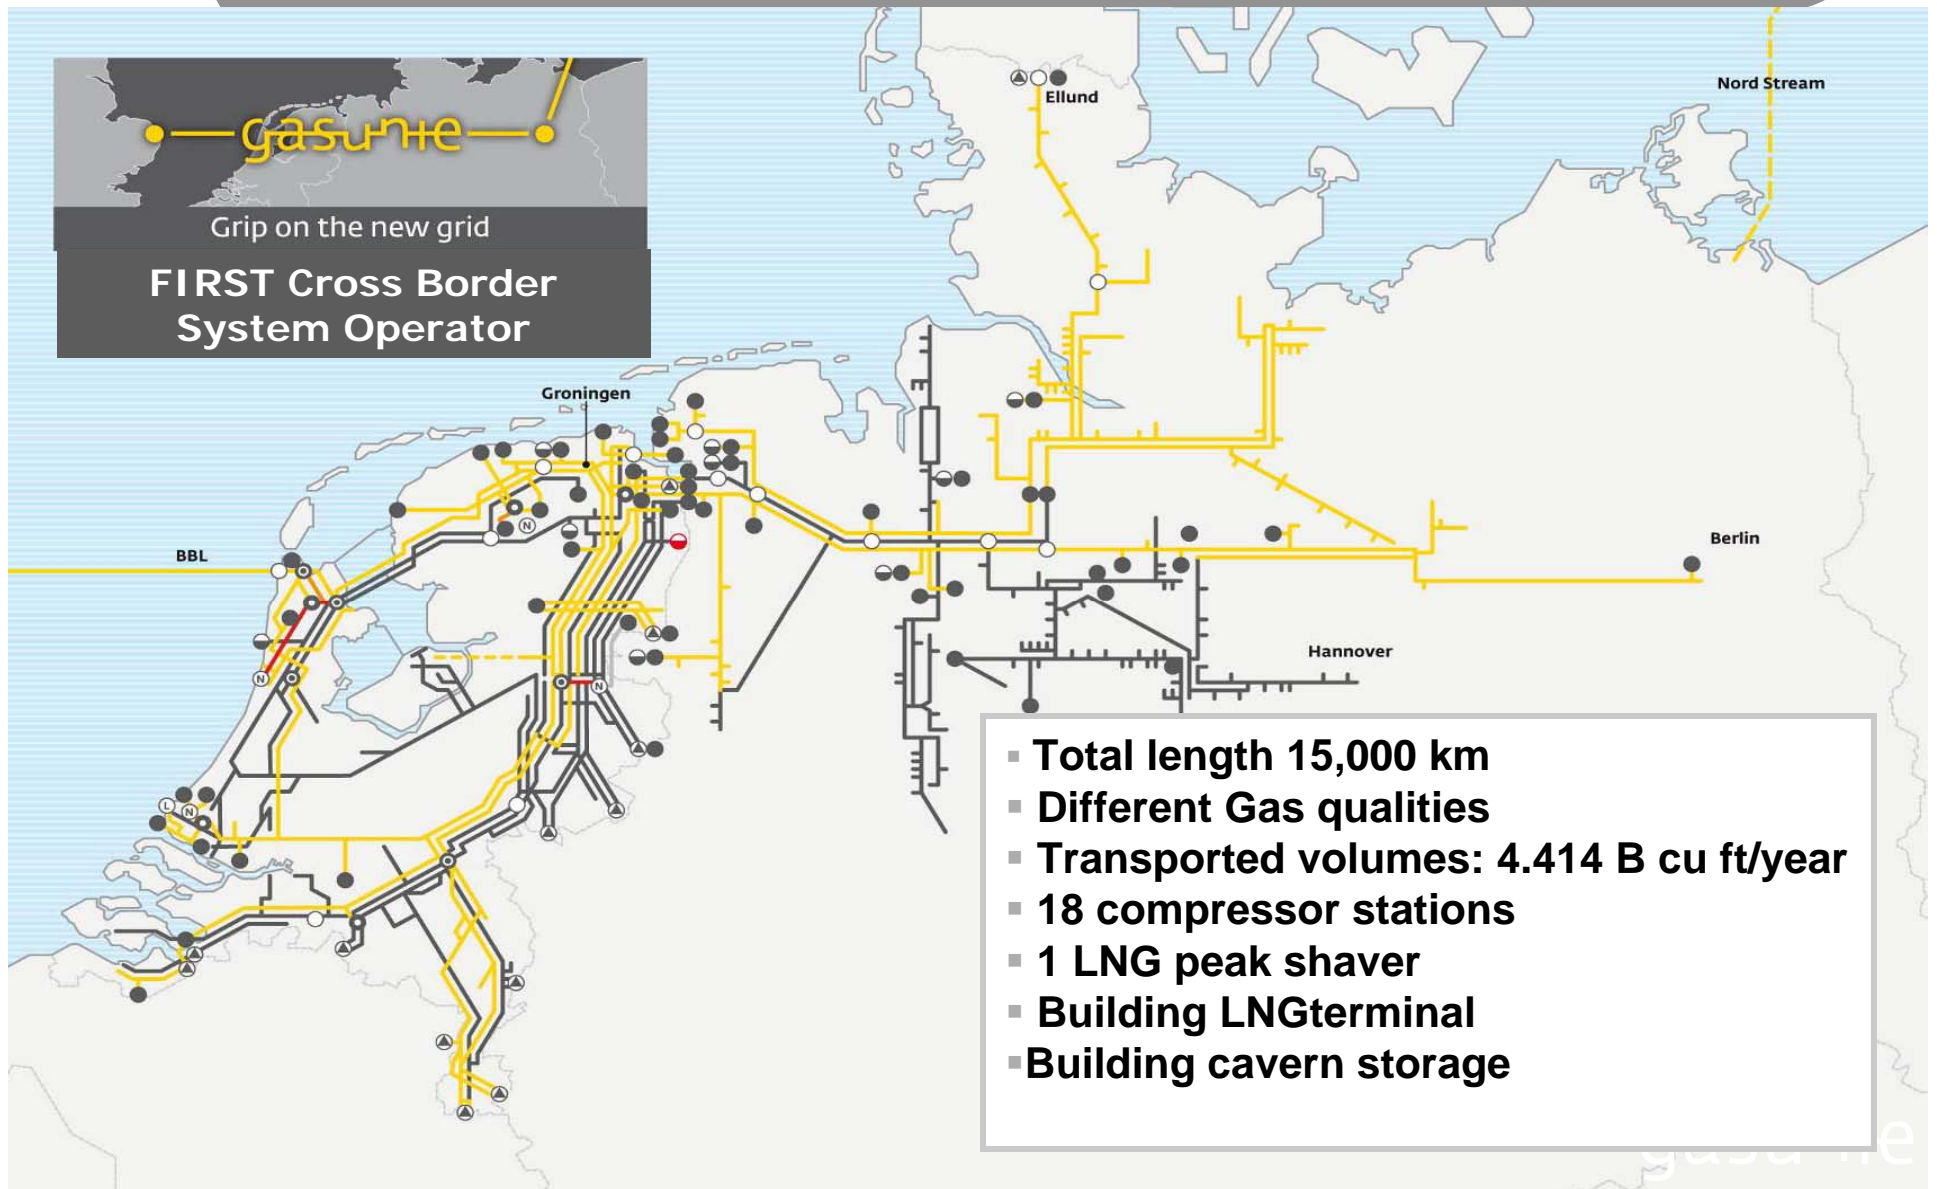 gasunie
Grip on the new grid
FIRST Cross Border
System Operator
Ellund
Nord Stream
Groningen
BBL
Berlin
Hannover
N
N
N
N
L
▪ Total length 15,000 km
▪ Different Gas qualities
▪ Transported volumes: 4.414 B cu ft/year
▪ 18 compressor stations
▪ 1 LNG peak shaver
▪ Building LNGterminal
▪Building cavern storage